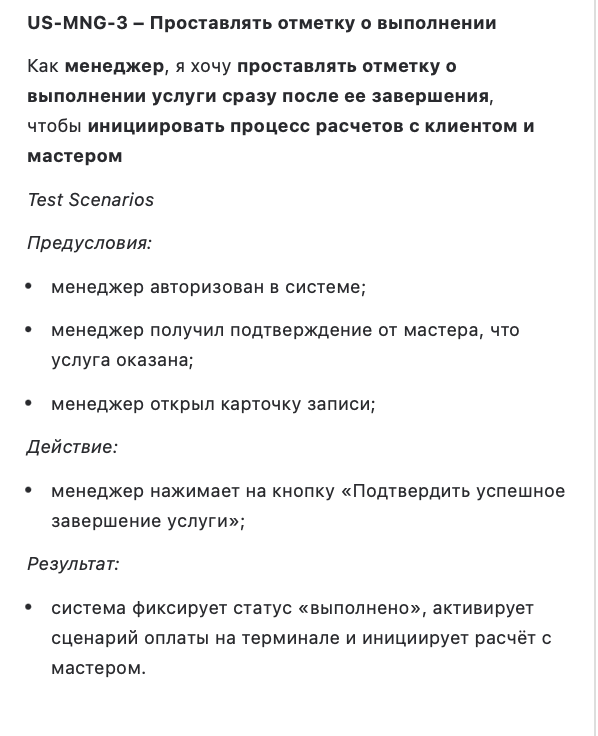 US-MNG-3 – Проставлять отметку о выполнении
Как менеджер, я хочу проставлять отметку о
выполнении услуги сразу после ее завершения,
чтобы инициировать процесс расчетов с клиентом и
мастером
Test Scenarios
Предусловия:
• менеджер авторизован в системе;
• менеджер получил подтверждение от мастера, что
услуга оказана;
• менеджер открыл карточку записи;
Действие:
• менеджер нажимает на кнопку «Подтвердить успешное
завершение услуги»;
Результат:
• система фиксирует статус «выполнено», активирует
сценарий оплаты на терминале и инициирует расчёт с
мастером.